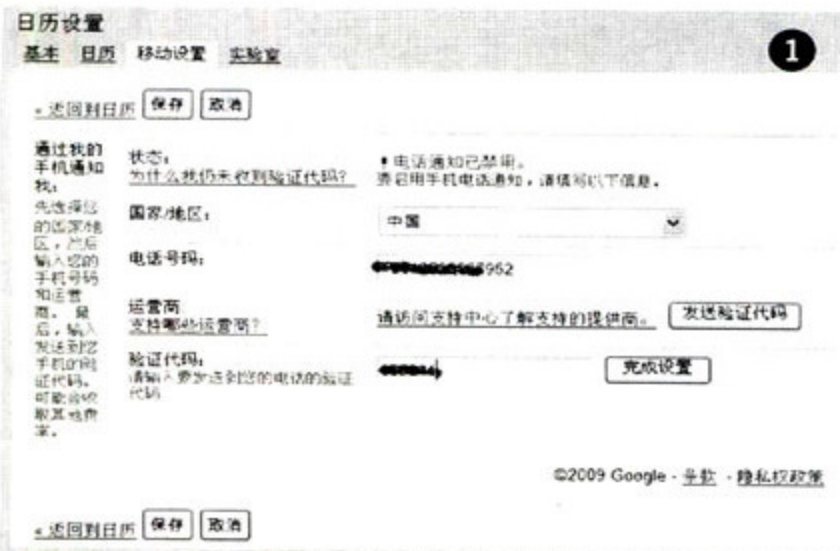 日历设置
基本 日历 移动设置 实验室
1
« 返回到日历 保存 取消
通过我的手机通知我：
先选择您的国家/地区，然后输入您的手机号码和运营商。最后，输入发送到您手机的验证代码。可能会收取其他费率。
状态：
为什么我仍未收到验证代码？
电话通知已禁用。
要启用手机电话通知，请填写以下信息。
国家/地区：
中国
电话号码：
952
运营商
支持哪些运营商？
请访问支持中心了解支持的提供商。 发送验证代码
验证代码：
请输入要发送到您的电话的验证代码
完成设置
©2009 Google - 条款 - 隐私权政策
« 返回到日历 保存 取消